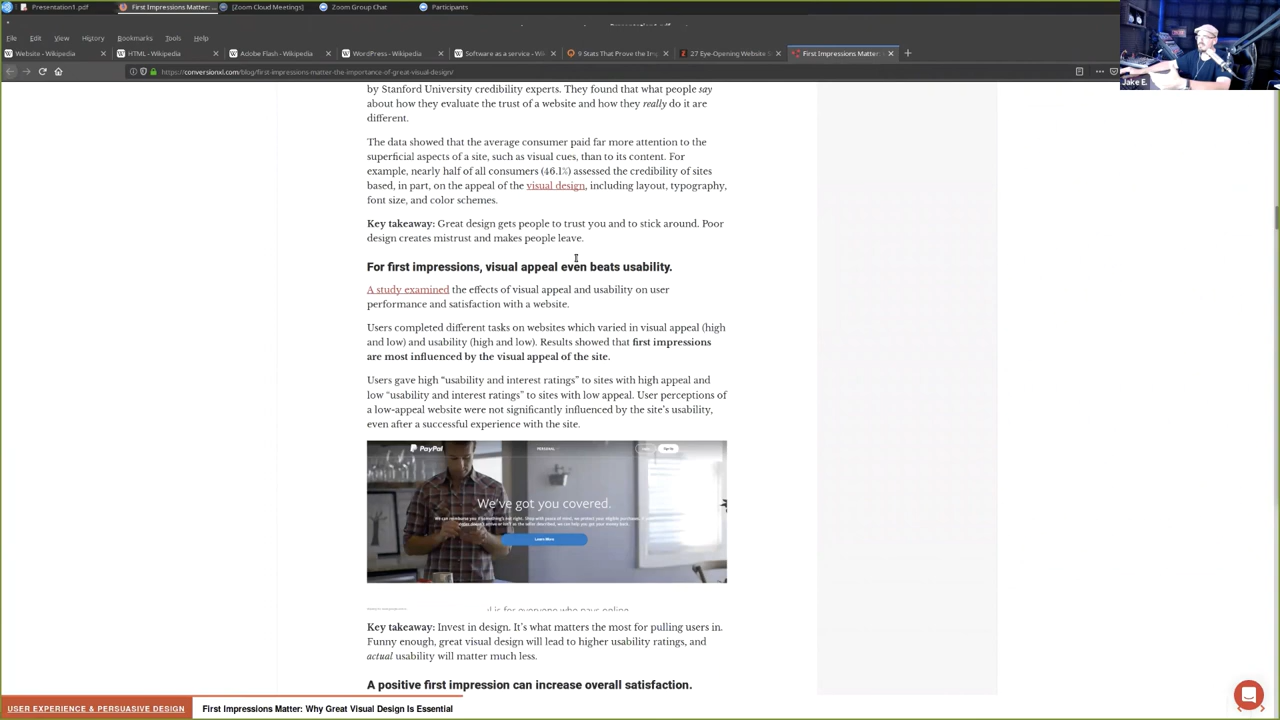 Presentation1.pdf
First Impressions Matter: ...
[Zoom Cloud Meetings]
Zoom Group Chat
Participants
File Edit View History Bookmarks Tools Help
Website - Wikipedia
HTML - Wikipedia
Adobe Flash - Wikipedia
WordPress - Wikipedia
Software as a service - Wi
9 Stats That Prove the Im
27 Eye-Opening Website S
First Impressions Matter:
https://conversionxl.com/blog/first-impressions-matter-the-importance-of-great-visual-design/
Jake E.
by Stanford University credibility experts. They found that what people say
about how they evaluate the trust of a website and how they really do it are
different.
The data showed that the average consumer paid far more attention to the
superficial aspects of a site, such as visual cues, than to its content. For
example, nearly half of all consumers (46.1%) assessed the credibility of sites
based, in part, on the appeal of the visual design, including layout, typography,
font size, and color schemes.
Key takeaway: Great design gets people to trust you and to stick around. Poor
design creates mistrust and makes people leave.
For first impressions, visual appeal even beats usability.
A study examined the effects of visual appeal and usability on user
performance and satisfaction with a website.
Users completed different tasks on websites which varied in visual appeal (high
and low) and usability (high and low). Results showed that first impressions
are most influenced by the visual appeal of the site.
Users gave high “usability and interest ratings” to sites with high appeal and
low “usability and interest ratings” to sites with low appeal. User perceptions of
a low-appeal website were not significantly influenced by the site’s usability,
even after a successful experience with the site.
PayPal
PERSONAL
Sign Up
We've got you covered.
Learn More
Key takeaway: Invest in design. It’s what matters the most for pulling users in.
Funny enough, great visual design will lead to higher usability ratings, and
actual usability will matter much less.
A positive first impression can increase overall satisfaction.
USER EXPERIENCE & PERSUASIVE DESIGN
First Impressions Matter: Why Great Visual Design Is Essential